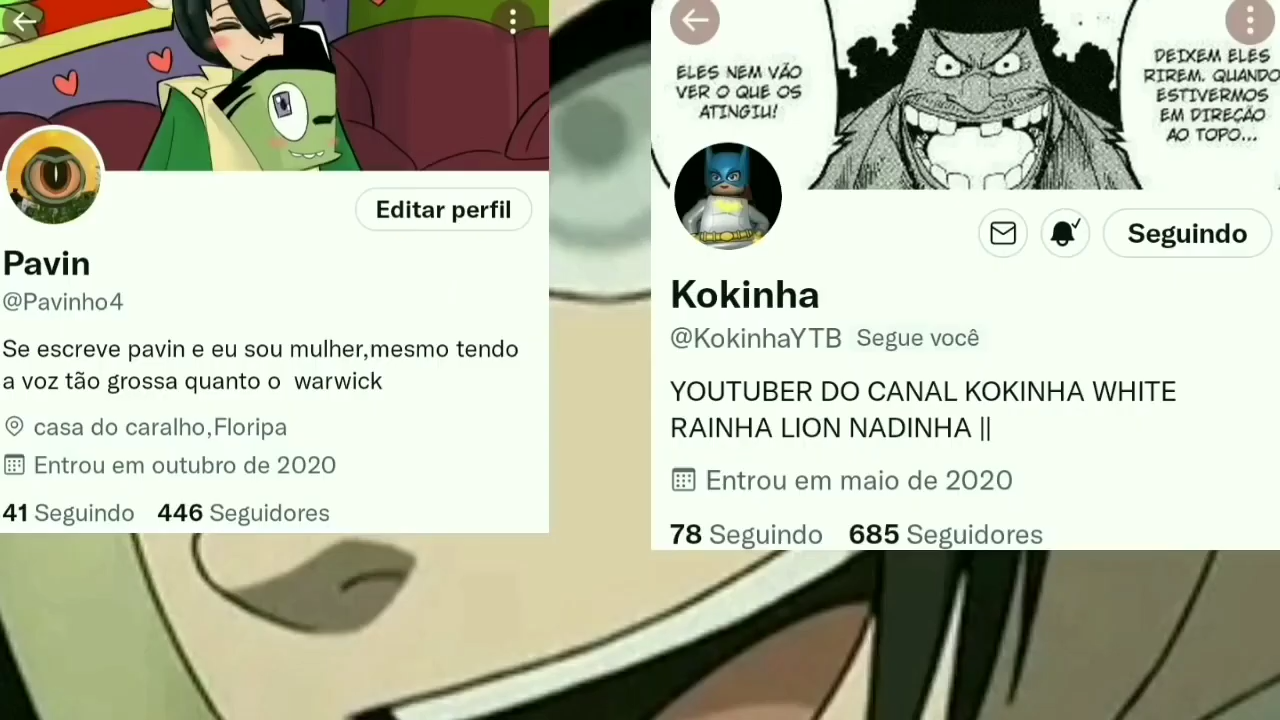 Editar perfil
Pavin
@Pavinho4
Se escreve pavin e eu sou mulher,mesmo tendo
a voz tão grossa quanto o warwick
casa do caralho,Floripa
Entrou em outubro de 2020
41 Seguindo 446 Seguidores
ELES NEM VÃO
VER O QUE OS
ATINGIU!
DEIXEM ELES
RIREM. QUANDO
ESTIVERMOS
EM DIREÇÃO
AO TOPO...
Seguindo
Kokinha
@KokinhaYTB Segue você
YOUTUBER DO CANAL KOKINHA WHITE
RAINHA LION NADINHA ||
Entrou em maio de 2020
78 Seguindo 685 Seguidores